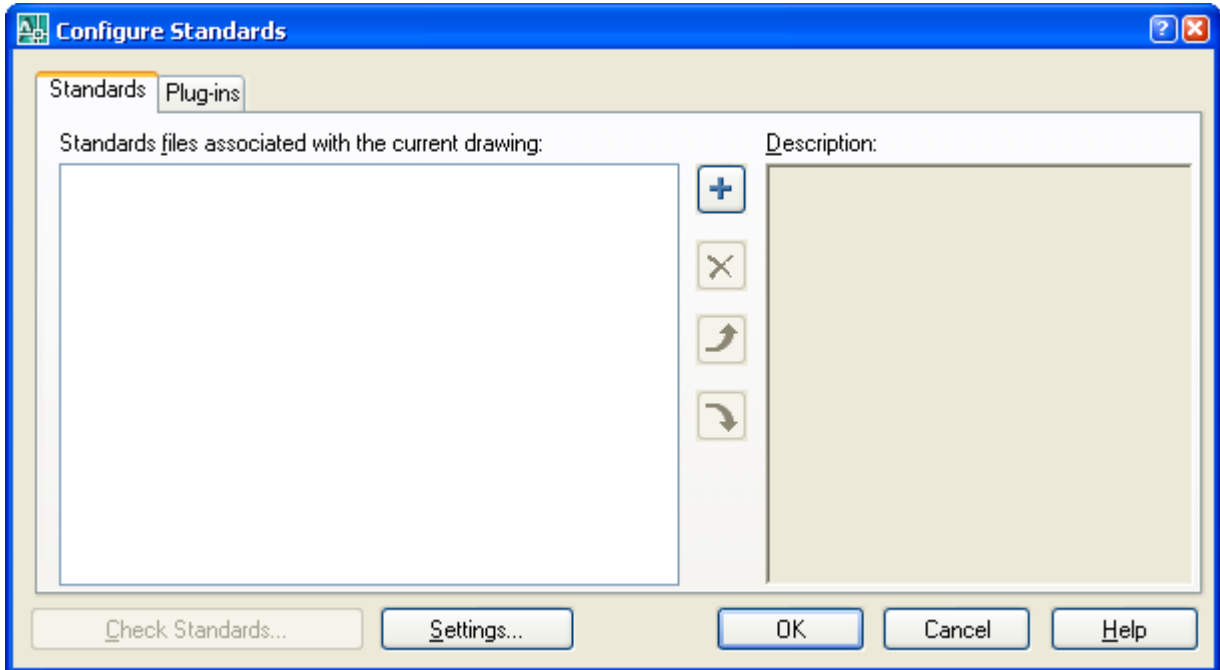 Configure Standards
Standards Plug-ins
Standards files associated with the current drawing: Description:
Check Standards... Settings... OK Cancel Help